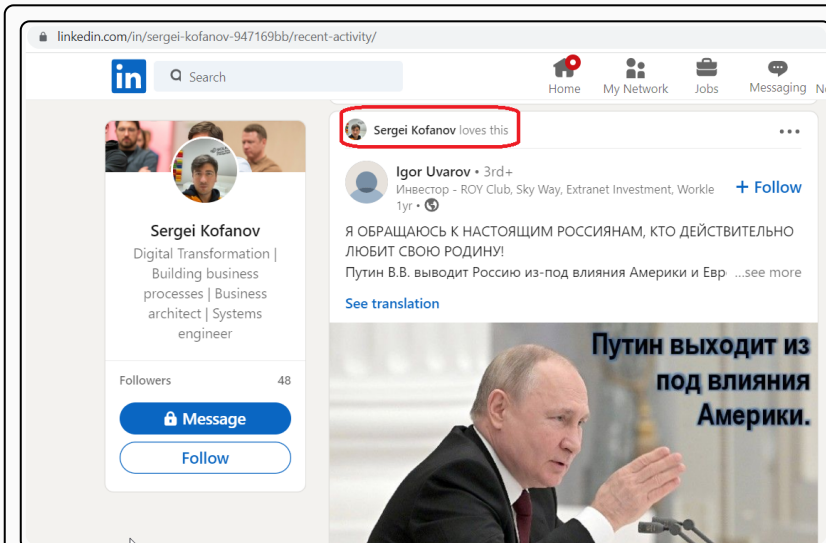 linkedin.com/in/sergei-kofanov-947169bb/recent-activity/
in
Search
Home
My Network
Jobs
Messaging
Sergei Kofanov loves this
Igor Uvarov • 3rd+
Инвестор - ROY Club, Sky Way, Extranet Investment, Workle
1yr •
+ Follow
Я ОБРАЩАЮСЬ К НАСТОЯЩИМ РОССИЯНАМ, КТО ДЕЙСТВИТЕЛЬНО
ЛЮБИТ СВОЮ РОДИНУ!
Путин В.В. выводит Россию из-под влияния Америки и Евр ...see more
See translation
Путин выходит из
под влияния
Америки.
Sergei Kofanov
Digital Transformation |
Building business
processes | Business
architect | Systems
engineer
Followers 48
Message
Follow